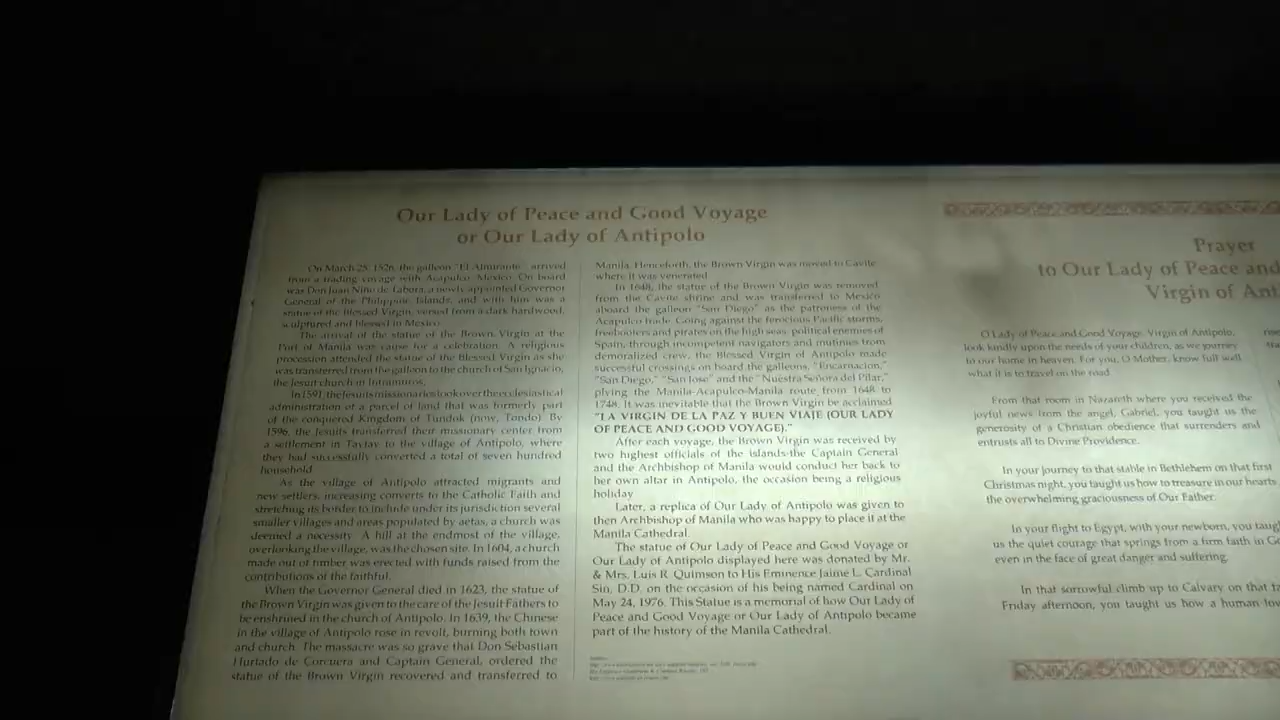 Our Lady of Peace and Good Voyage
or Our Lady of Antipolo
On March 25, 1626, the galleon "El Almirante" arrived
from a trading voyage with Acapulco, Mexico. On board
was Don Juan Niño de Tabora, a newly appointed Governor
General of the Philippine Islands, and with him was a
statue of the Blessed Virgin, versed from a dark hardwood,
sculptured and blessed in Mexico.
The arrival of the statue of the Brown Virgin at the
Port of Manila was cause for a celebration. A religious
procession attended the statue of the Blessed Virgin as she
was transferred from the galleon to the church of San Ignacio,
the Jesuit church in Intramuros.
In 1591 the Jesuits missionaries took over the ecclesiastical
administration of a parcel of land that was formerly part
of the conquered Kingdom of Tunduk (now, Tondo). By
1596, the Jesuits transferred their missionary center from
a settlement in Taytay to the village of Antipolo, where
they had successfully converted a total of seven hundred
household.
As the village of Antipolo attracted migrants and
new settlers, increasing converts to the Catholic Faith and
stretching its border to include under its jurisdiction several
smaller villages and areas populated by aetas, a church was
deemed a necessity. A hill at the endmost of the village,
overlooking the village, was the chosen site. In 1604, a church
made out of timber was erected with funds raised from the
contributions of the faithful.
When the Governor General died in 1623, the statue of
the Brown Virgin was given to the care of the Jesuit Fathers to
be enshrined in the church of Antipolo. In 1639, the Chinese
in the village of Antipolo rose in revolt, burning both town
and church. The massacre was so grave that Don Sebastian
Hurtado de Corcuera and Captain General, ordered the
statue of the Brown Virgin recovered and transferred to
Manila. Henceforth, the Brown Virgin was moved to Cavite
where it was venerated.
In 1648, the statue of the Brown Virgin was removed
from the Cavite shrine and was transferred to Mexico
aboard the galleon "San Diego" as the patroness of the
Acapulco trade. Going against the ferocious Pacific storms,
freebooters and pirates on the high seas, political enemies of
Spain, through incompetent navigators and mutinies from
demoralized crew, the Blessed Virgin of Antipolo made
successful crossings on board the galleons, "Encarnacion,"
"San Diego," "San Jose" and the "Nuestra Señora del Pilar,"
plying the Manila-Acapulco-Manila route from 1648 to
1748. It was inevitable that the Brown Virgin be acclaimed
"LA VIRGIN DE LA PAZ Y BUEN VIAJE (OUR LADY
OF PEACE AND GOOD VOYAGE)."
After each voyage, the Brown Virgin was received by
two highest officials of the islands-the Captain General
and the Archbishop of Manila would conduct her back to
her own altar in Antipolo, the occasion being a religious
holiday
Later, a replica of Our Lady of Antipolo was given to
then Archbishop of Manila who was happy to place it at the
Manila Cathedral.
The statue of Our Lady of Peace and Good Voyage or
Our Lady of Antipolo displayed here was donated by Mr.
& Mrs. Luis R. Quimson to His Eminence Jaime L. Cardinal
Sin, D.D. on the occasion of his being named Cardinal on
May 24, 1976. This Statue is a memorial of how Our Lady of
Peace and Good Voyage or Our Lady of Antipolo became
part of the history of the Manila Cathedral.
Prayer
to Our Lady of Peace and
Virgin of Ant
O Lady of Peace and Good Voyage, Virgin of Antipolo,
look kindly upon the needs of your children, as we journey
to our home in heaven. For you, O Mother, know full well
what it is to travel on the road.
From that room in Nazareth where you received the
joyful news from the angel, Gabriel, you taught us the
generosity of a Christian obedience that surrenders and
entrusts all to Divine Providence.
In your journey to that stable in Bethlehem on that first
Christmas night, you taught us how to treasure in our hearts
the overwhelming graciousness of Our Father.
In your flight to Egypt, with your newborn, you taug
us the quiet courage that springs from a firm faith in Go
even in the face of great danger and suffering.
In that sorrowful climb up to Calvary on that
Friday afternoon, you taught us how a human